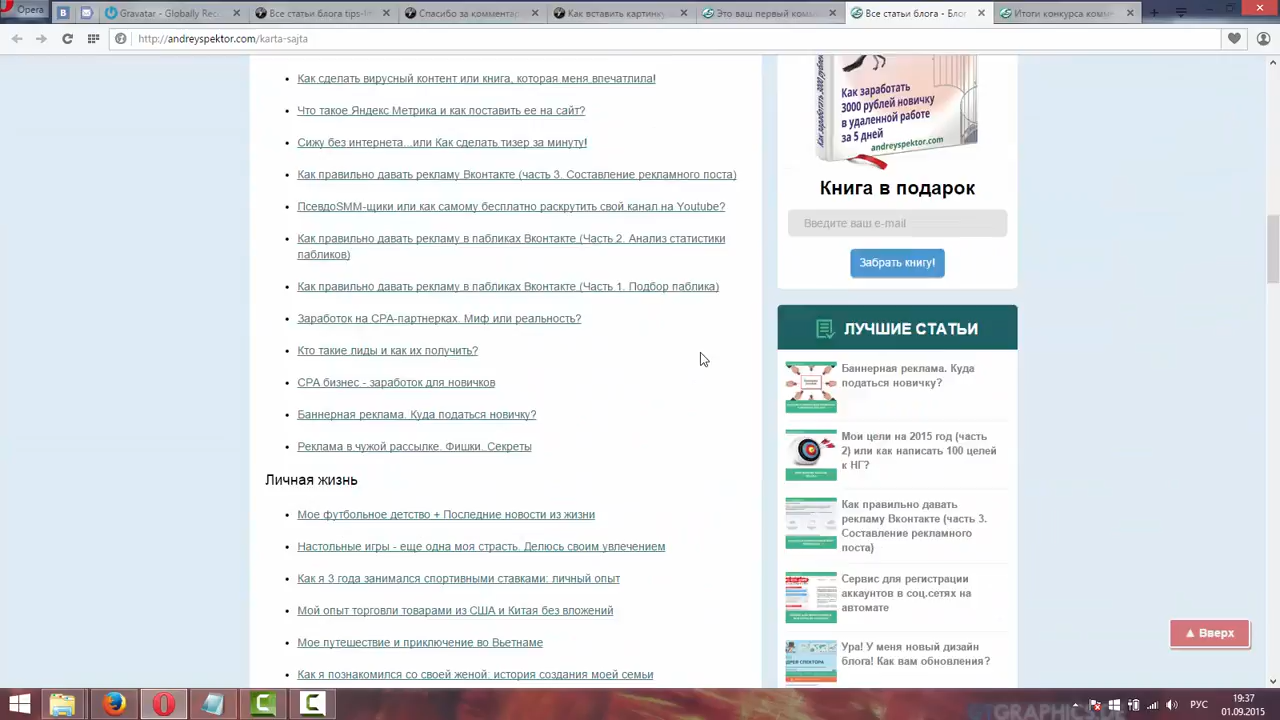 Opera
Gravatar - Globally Rec
Все статьи блога tips-
Спасибо комментат
Как вставить картинку
Это ваш первый комм
Все статьи блога - Блог
Итоги конкурса комм
http://andreyspektor.com/karta-sajta
Как сделать вирусный контент или книга, которая меня впечатлила!
Что такое Яндекс Метрика и как поставить ее на сайт?
Сижу без интернета...или Как сделать тизер за минуту!
Как правильно давать рекламу Вконтакте (часть 3. Составление рекламного поста)
ПсевдоSMM-щики или как самому бесплатно раскрутить свой канал на Youtube?
Как правильно давать рекламу в пабликах Вконтакте (Часть 2. Анализ статистики
пабликов)
Как правильно давать рекламу в пабликах Вконтакте (Часть 1. Подбор паблика)
Заработок на CPA-партнерках. Миф или реальность?
Кто такие лиды и как их получить?
CPA бизнес - заработок для новичков
Баннерная реклама. Куда податься новичку?
Реклама в чужой рассылке. Фишки. Секреты
Личная жизнь
Мое футбольное детство + Последние новости из жизни
Настольные игры - еще одна моя страсть. Делюсь своим увлечением
Как я 3 года занимался спортивными ставками: личный опыт
Мой опыт торговли товарами из США и Китая без вложений
Мое путешествие и приключение во Вьетнаме
Как я познакомился со своей женой: история создания моей семьи
Как заработать
3000 рублей новичку
в удаленной работе
за 5 дней
andreyspektor.com
Книга в подарок
Введите ваш e-mail
Забрать книгу!
ЛУЧШИЕ СТАТЬИ
Баннерная реклама. Куда
податься новичку?
Мои цели на 2015 год (часть
2) или как написать 100 целей
к НГ?
Как правильно давать
рекламу Вконтакте (часть 3.
Составление рекламного
поста)
Сервис для регистрации
аккаунтов в соц.сетях на
автомате
Ура! У меня новый дизайн
блога! Как вам обновления?
▲ Вверх
РУС
19:37
01.09.2015